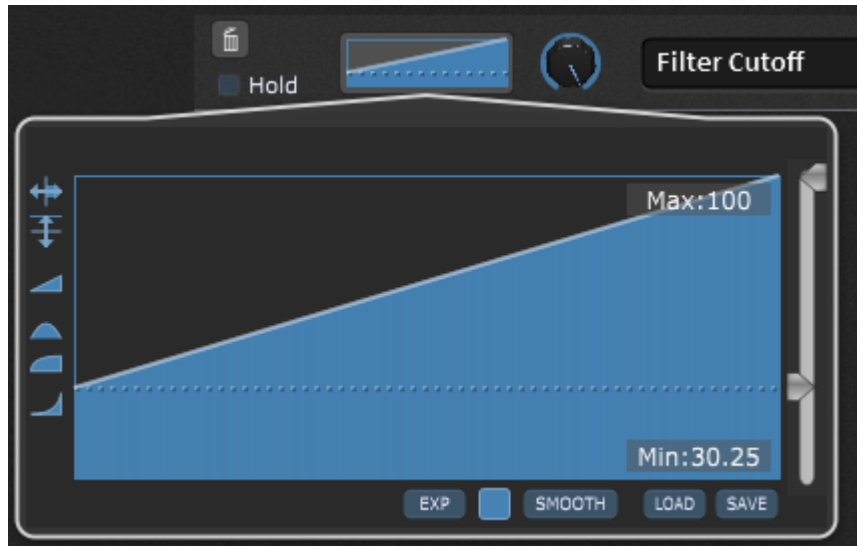 Hold
Filter Cutoff
Max:100
Min:30.25
EXP SMOOTH LOAD SAVE